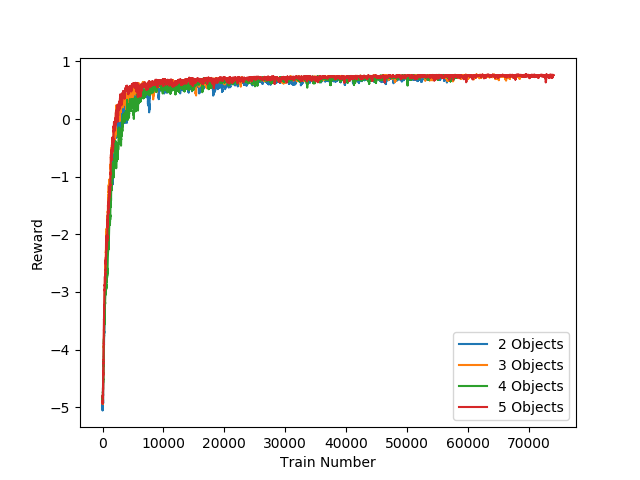 1
0
−1
−2
−3
−4
−5
Reward
2 Objects
3 Objects
4 Objects
5 Objects
0 10000 20000 30000 40000 50000 60000 70000
Train Number